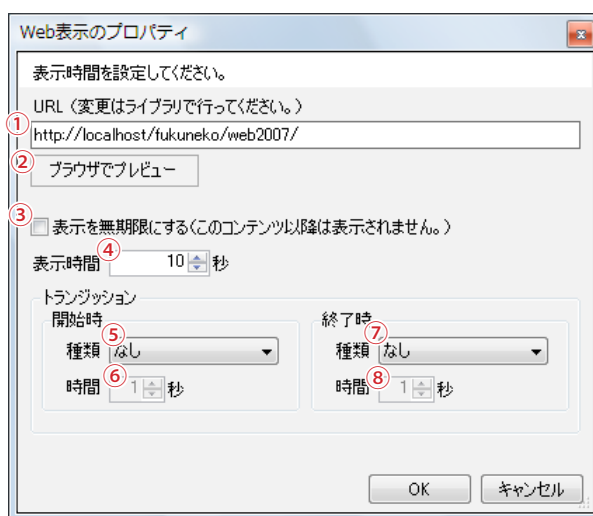 Web表示のプロパティ
表示時間を設定してください。
URL（変更はライブラリで行ってください。）
①
http://localhost/fukuneko/web2007/
② ブラウザでプレビュー
③ 表示を無期限にする（このコンテンツ以降は表示されません。）
④
表示時間 10 秒
トランジッション
開始時 終了時
⑤ ⑦
種類 なし 種類 なし
⑥ ⑧
時間 1 秒 時間 1 秒
OK キャンセル